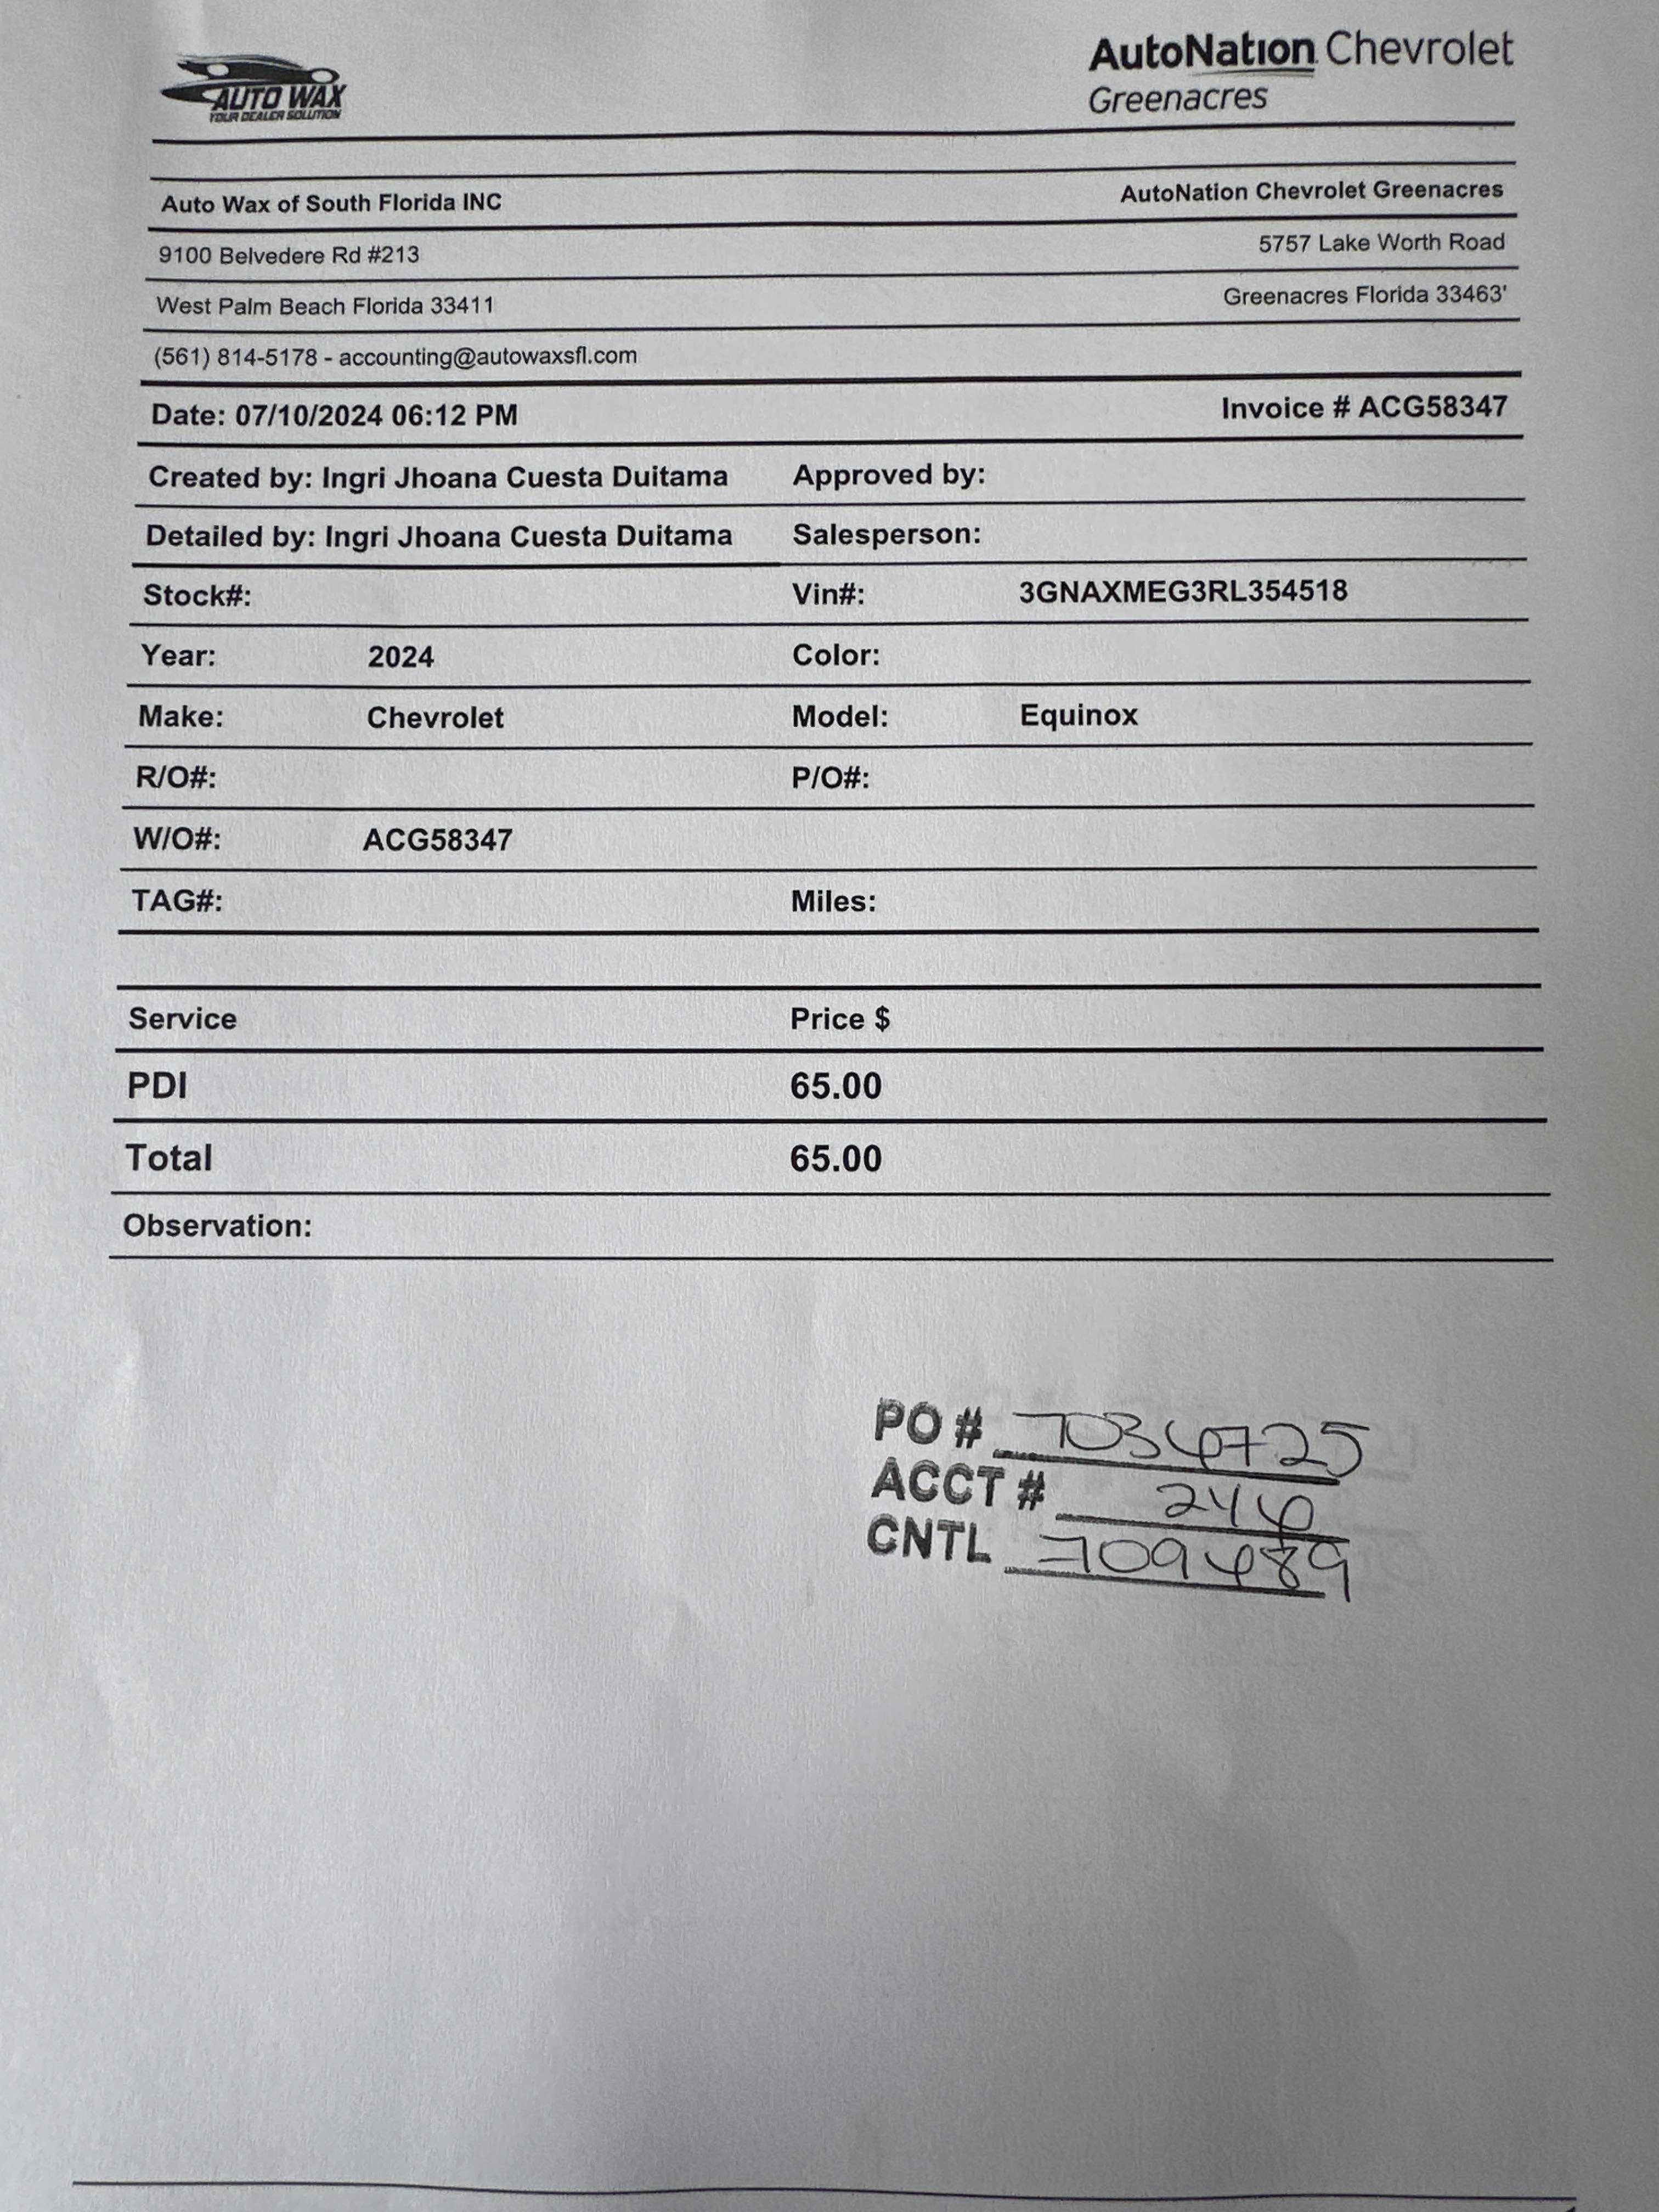 AUTO WAX
YOUR DEALER SOLUTION
AutoNation Chevrolet
Greenacres
Auto Wax of South Florida INC AutoNation Chevrolet Greenacres
9100 Belvedere Rd #213 5757 Lake Worth Road
West Palm Beach Florida 33411 Greenacres Florida 33463'
(561) 814-5178 - accounting@autowaxsfl.com
Date: 07/10/2024 06:12 PM Invoice # ACG58347
Created by: Ingri Jhoana Cuesta Duitama Approved by:
Detailed by: Ingri Jhoana Cuesta Duitama Salesperson:
Stock#: Vin#: 3GNAXMEG3RL354518
Year: 2024 Color:
Make: Chevrolet Model: Equinox
R/O#: P/O#:
W/O#: ACG58347
TAG#: Miles:
Service Price $
PDI 65.00
Total 65.00
Observation:
PO # 7036725
ACCT # 246
CNTL 709689